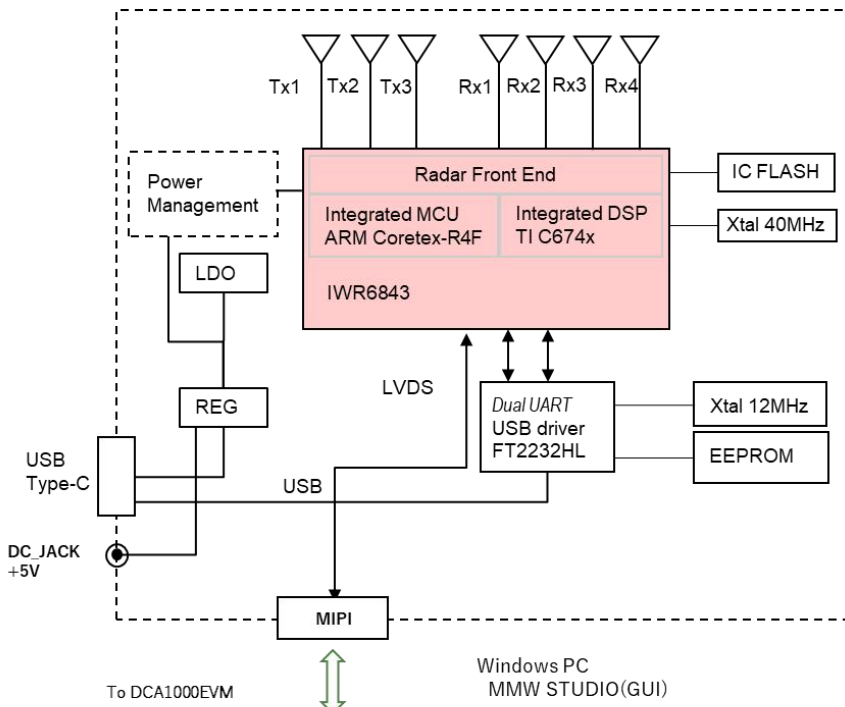 Tx1
Tx2
Tx3
Rx1
Rx2
Rx3
Rx4
Power
Management
Radar Front End
Integrated MCU
ARM Coretex-R4F
Integrated DSP
TI C674x
IWR6843
IC FLASH
Xtal 40MHz
LDO
REG
LVDS
Dual UART
USB driver
FT2232HL
Xtal 12MHz
EEPROM
USB
Type-C
USB
DC_JACK
+5V
MIPI
To DCA1000EVM
Windows PC
MMW STUDIO(GUI)